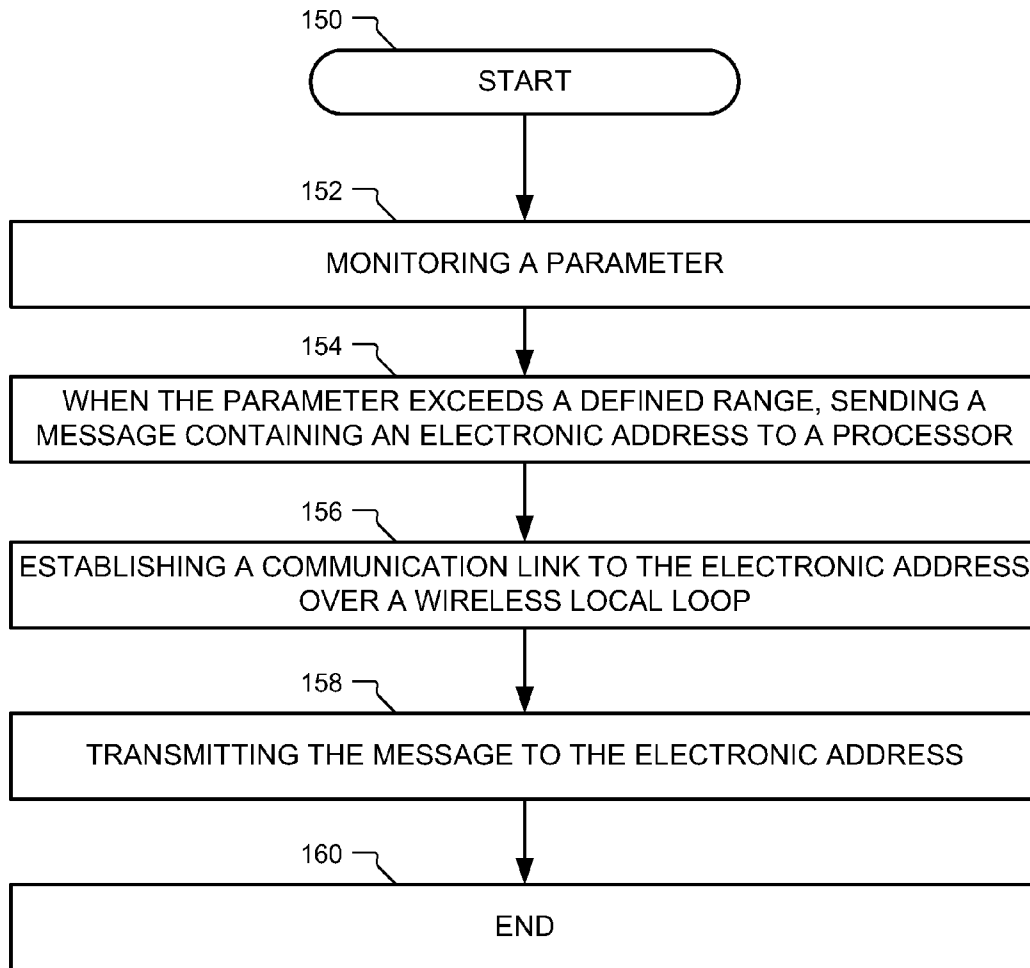 150
START
152
MONITORING A PARAMETER
154
WHEN THE PARAMETER EXCEEDS A DEFINED RANGE, SENDING A
MESSAGE CONTAINING AN ELECTRONIC ADDRESS TO A PROCESSOR
156
ESTABLISHING A COMMUNICATION LINK TO THE ELECTRONIC ADDRESS
OVER A WIRELESS LOCAL LOOP
158
TRANSMITTING THE MESSAGE TO THE ELECTRONIC ADDRESS
160
END